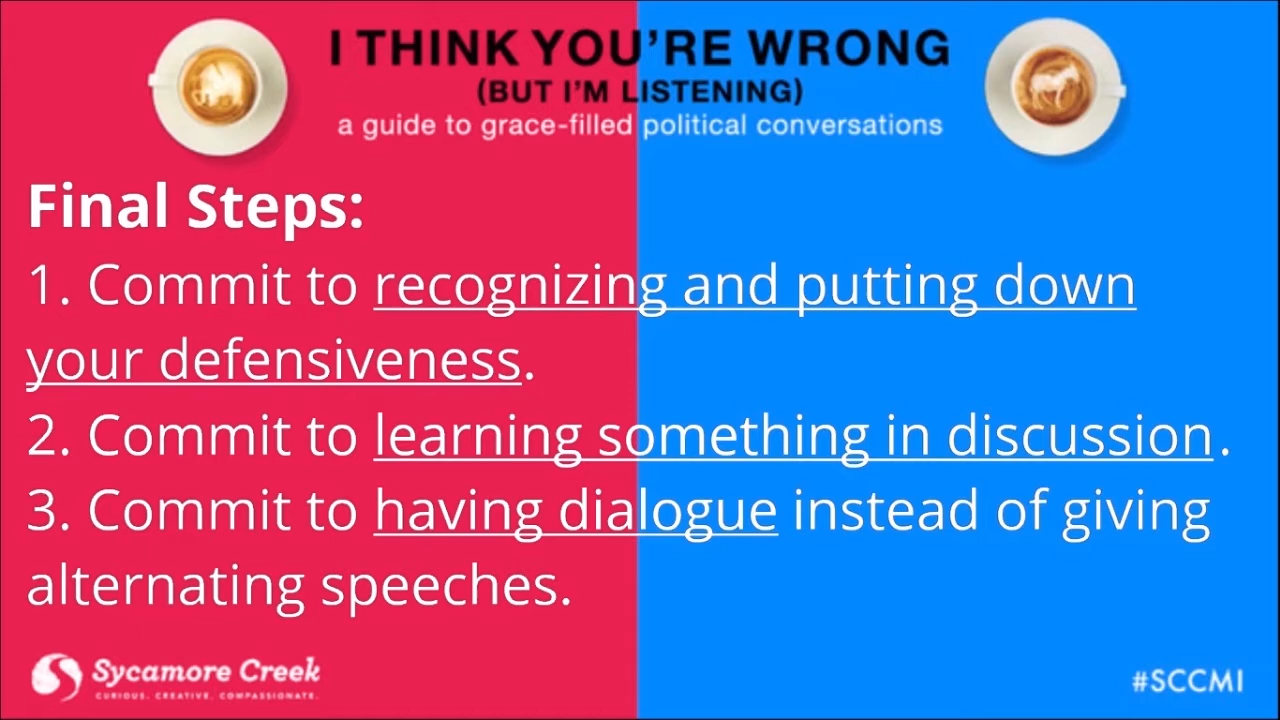 I THINK YOU'RE WRONG
(BUT I'M LISTENING)
a guide to grace-filled political conversations
Final Steps:
1. Commit to recognizing and putting down
your defensiveness.
2. Commit to learning something in discussion.
3. Commit to having dialogue instead of giving
alternating speeches.
Sycamore Creek
CURIOUS. CREATIVE. COMPASSIONATE.
#SCCMI